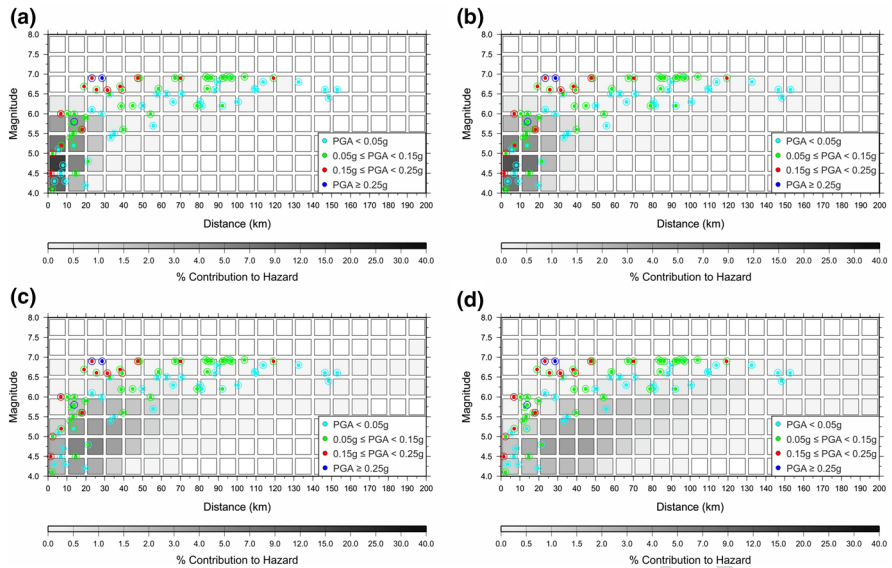 (a)
8.0
7.5
7.0
6.5
6.0
5.5
5.0
4.5
4.0
Magnitude
PGA < 0.05g
0.05g ≤ PGA < 0.15g
0.15g ≤ PGA < 0.25g
PGA ≥ 0.25g
0 10 20 30 40 50 60 70 80 90 100 110 120 130 140 150 160 170 180 190 200
Distance (km)
0.0 0.5 1.0 1.5 2.0 3.0 4.0 5.0 7.0 9.0 12.0 15.0 20.0 25.0 30.0 40.0
% Contribution to Hazard
(b)
8.0
7.5
7.0
6.5
6.0
5.5
5.0
4.5
4.0
Magnitude
PGA < 0.05g
0.05g ≤ PGA < 0.15g
0.15g ≤ PGA < 0.25g
PGA ≥ 0.25g
0 10 20 30 40 50 60 70 80 90 100 110 120 130 140 150 160 170 180 190 200
Distance (km)
0.0 0.5 1.0 1.5 2.0 3.0 4.0 5.0 7.0 9.0 12.0 15.0 20.0 25.0 30.0 40.0
% Contribution to Hazard
(c)
8.0
7.5
7.0
6.5
6.0
5.5
5.0
4.5
4.0
Magnitude
PGA < 0.05g
0.05g ≤ PGA < 0.15g
0.15g ≤ PGA < 0.25g
PGA ≥ 0.25g
0 10 20 30 40 50 60 70 80 90 100 110 120 130 140 150 160 170 180 190 200
Distance (km)
0.0 0.5 1.0 1.5 2.0 3.0 4.0 5.0 7.0 9.0 12.0 15.0 20.0 25.0 30.0 40.0
% Contribution to Hazard
(d)
8.0
7.5
7.0
6.5
6.0
5.5
5.0
4.5
4.0
Magnitude
PGA < 0.05g
0.05g ≤ PGA < 0.15g
0.15g ≤ PGA < 0.25g
PGA ≥ 0.25g
0 10 20 30 40 50 60 70 80 90 100 110 120 130 140 150 160 170 180 190 200
Distance (km)
0.0 0.5 1.0 1.5 2.0 3.0 4.0 5.0 7.0 9.0 12.0 15.0 20.0 25.0 30.0 40.0
% Contribution to Hazard